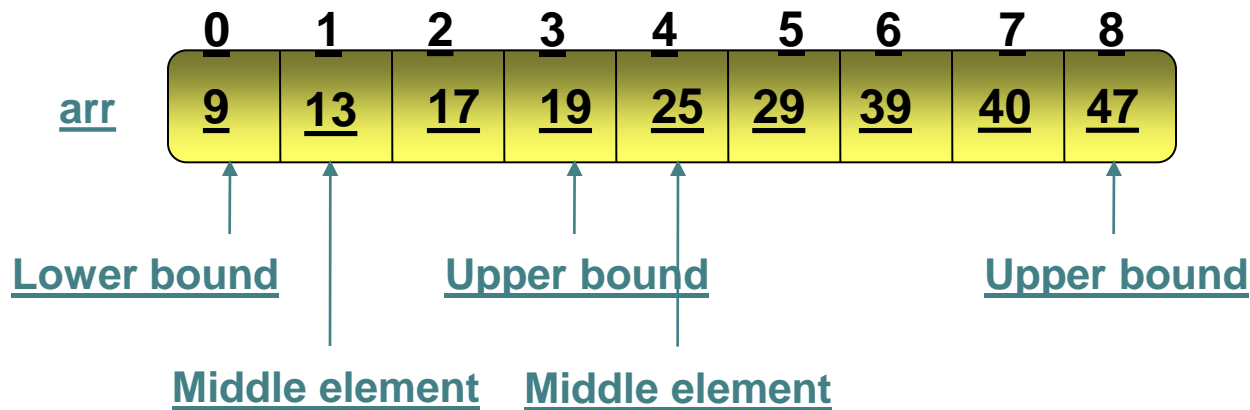 0 1 2 3 4 5 6 7 8
arr 9 13 17 19 25 29 39 40 47
Lower bound Upper bound Upper bound
Middle element Middle element